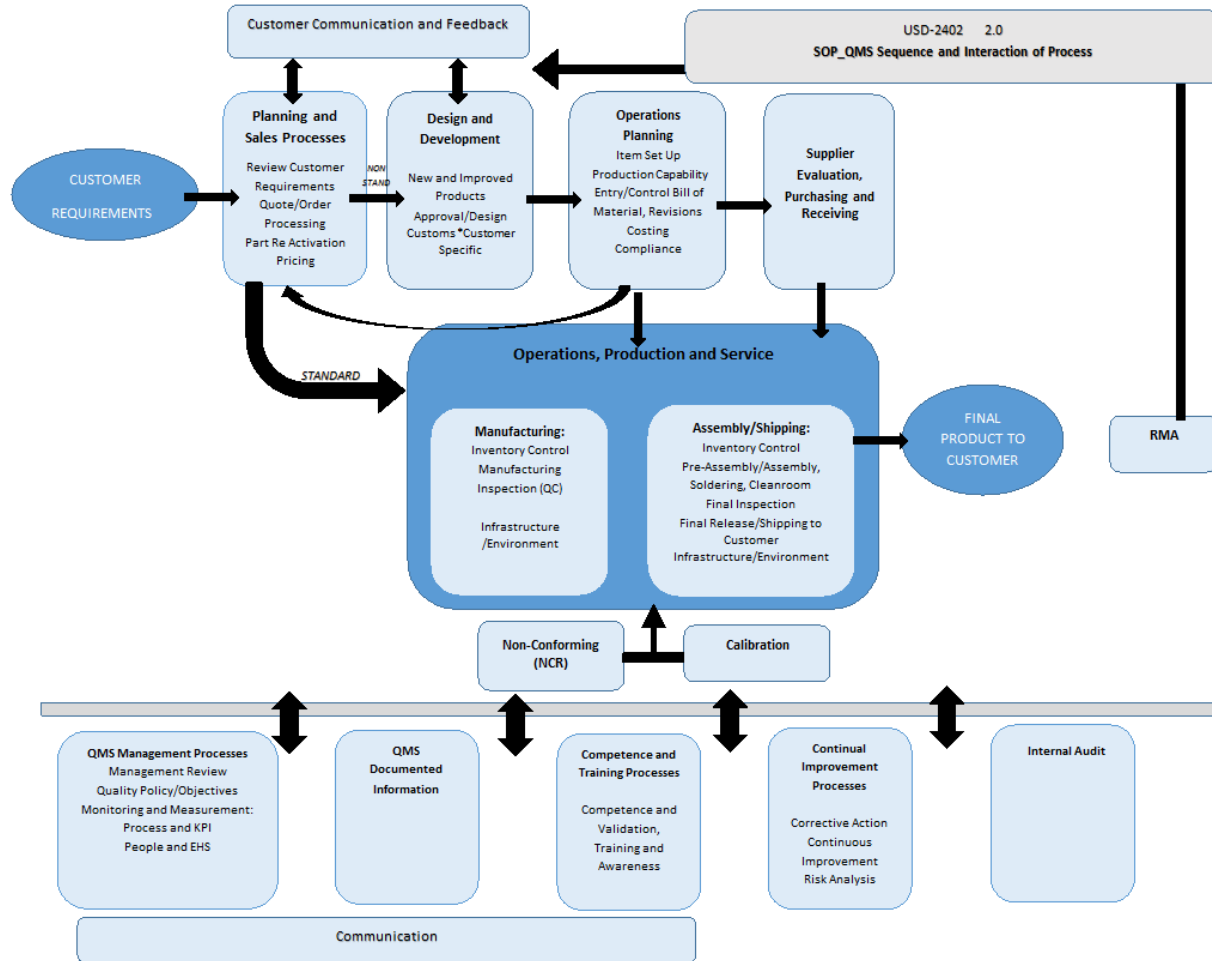 Customer Communication and Feedback
USD-2402 2.0
SOP_QMS Sequence and Interaction of Process
CUSTOMER
REQUIREMENTS
Planning and
Sales Processes
Review Customer
Requirements
Quote/Order
Processing
Part Re Activation
Pricing
NON
STAND
Design and
Development
New and Improved
Products
Approval/Design
Customs *Customer
Specific
Operations
Planning
Item Set Up
Production Capability
Entry/Control Bill of
Material, Revisions
Costing
Compliance
Supplier
Evaluation,
Purchasing and
Receiving
STANDARD
Operations, Production and Service
Manufacturing:
Inventory Control
Manufacturing
Inspection (QC)
Infrastructure
/Environment
Assembly/Shipping:
Inventory Control
Pre-Assembly/Assembly,
Soldering, Cleanroom
Final Inspection
Final Release/Shipping to
Customer
Infrastructure/Environment
FINAL
PRODUCT TO
CUSTOMER
RMA
Non-Conforming
(NCR)
Calibration
QMS Management Processes
Management Review
Quality Policy/Objectives
Monitoring and Measurement:
Process and KPI
People and EHS
QMS
Documented
Information
Competence and
Training Processes
Competence and
Validation,
Training and
Awareness
Continual
Improvement
Processes
Corrective Action
Continuous
Improvement
Risk Analysis
Internal Audit
Communication